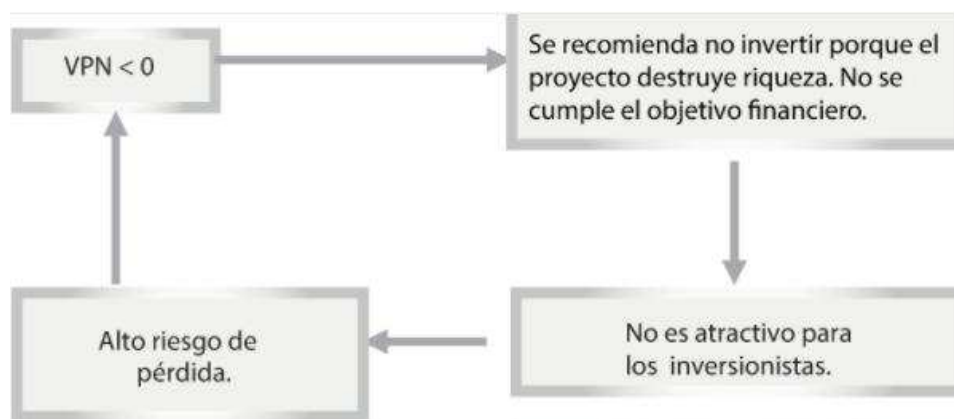 VPN < 0
Se recomienda no invertir porque el
proyecto destruye riqueza. No se
cumple el objetivo financiero.
No es atractivo para
los inversionistas.
Alto riesgo de
pérdida.